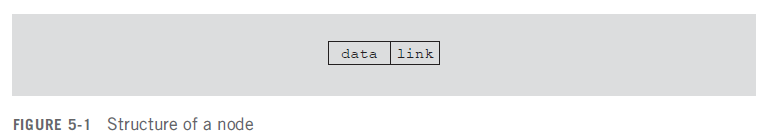 data link
FIGURE 5-1 Structure of a node